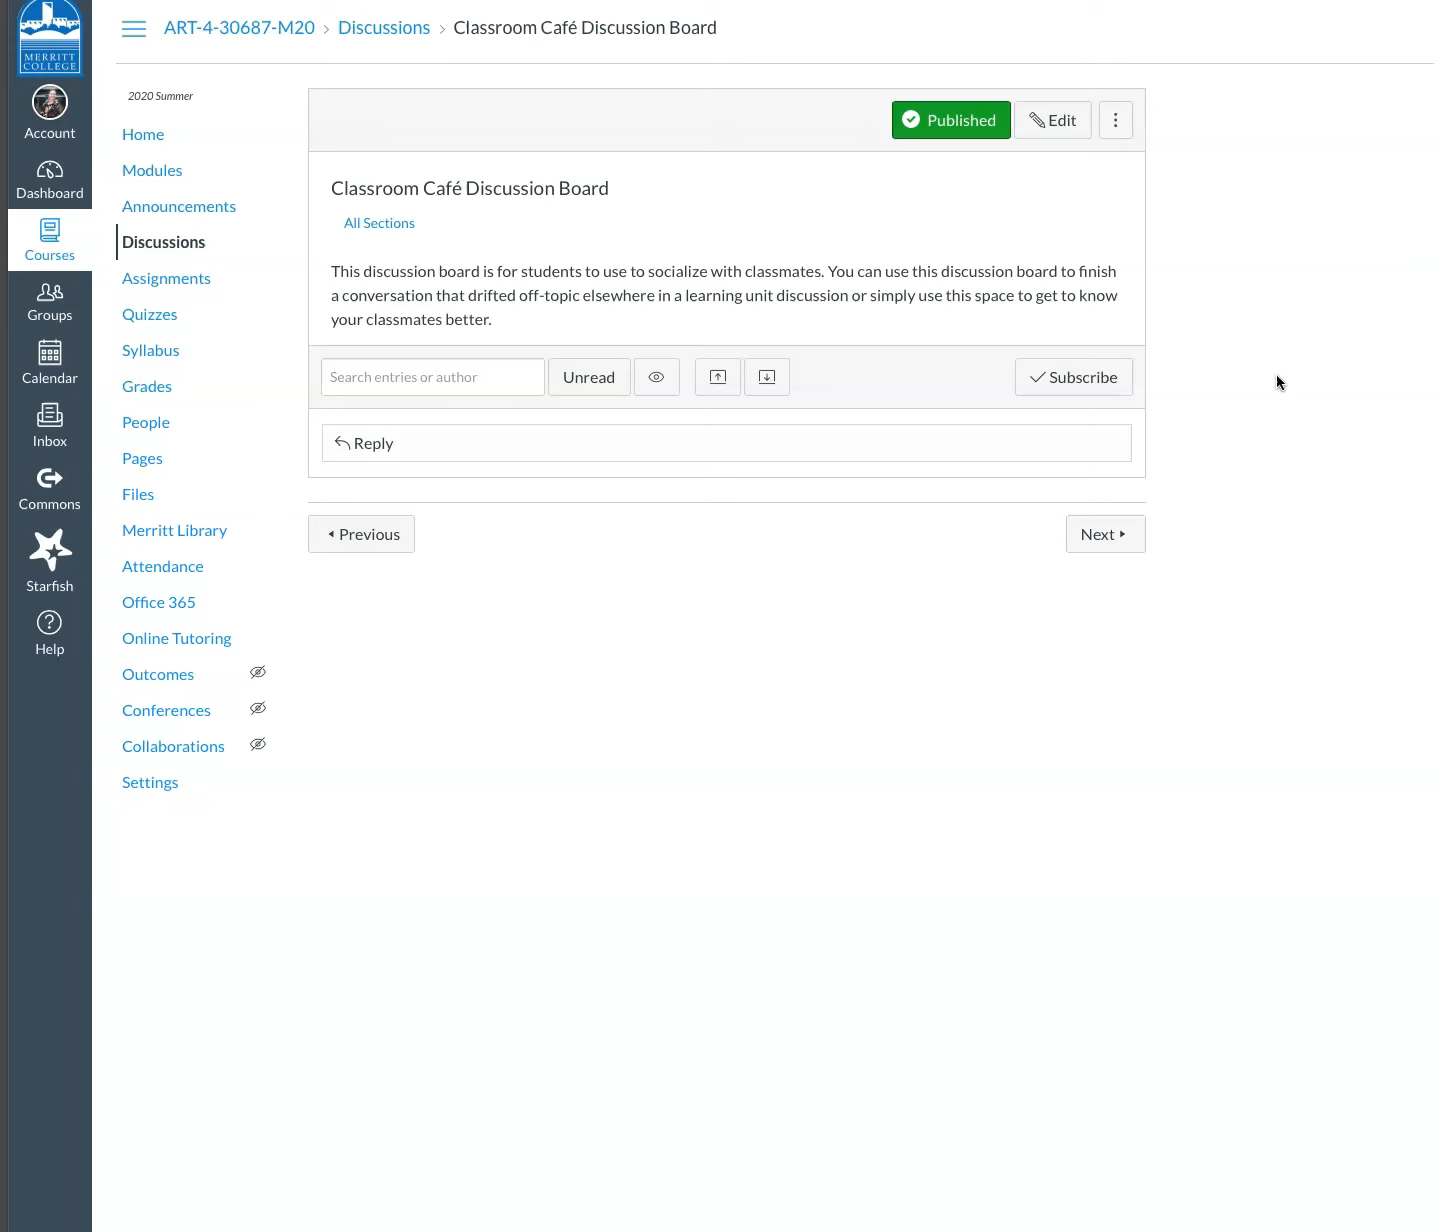 MERRITT
COLLEGE
Account
Dashboard
Courses
Groups
Calendar
Inbox
Commons
Starfish
Help
ART-4-30687-M20 › Discussions › Classroom Café Discussion Board
2020 Summer
Home
Modules
Announcements
Discussions
Assignments
Quizzes
Syllabus
Grades
People
Pages
Files
Merritt Library
Attendance
Office 365
Online Tutoring
Outcomes
Conferences
Collaborations
Settings
Published Edit
Classroom Café Discussion Board
All Sections
This discussion board is for students to use to socialize with classmates. You can use this discussion board to finish
a conversation that drifted off-topic elsewhere in a learning unit discussion or simply use this space to get to know
your classmates better.
Search entries or author Unread Subscribe
Reply
Previous Next